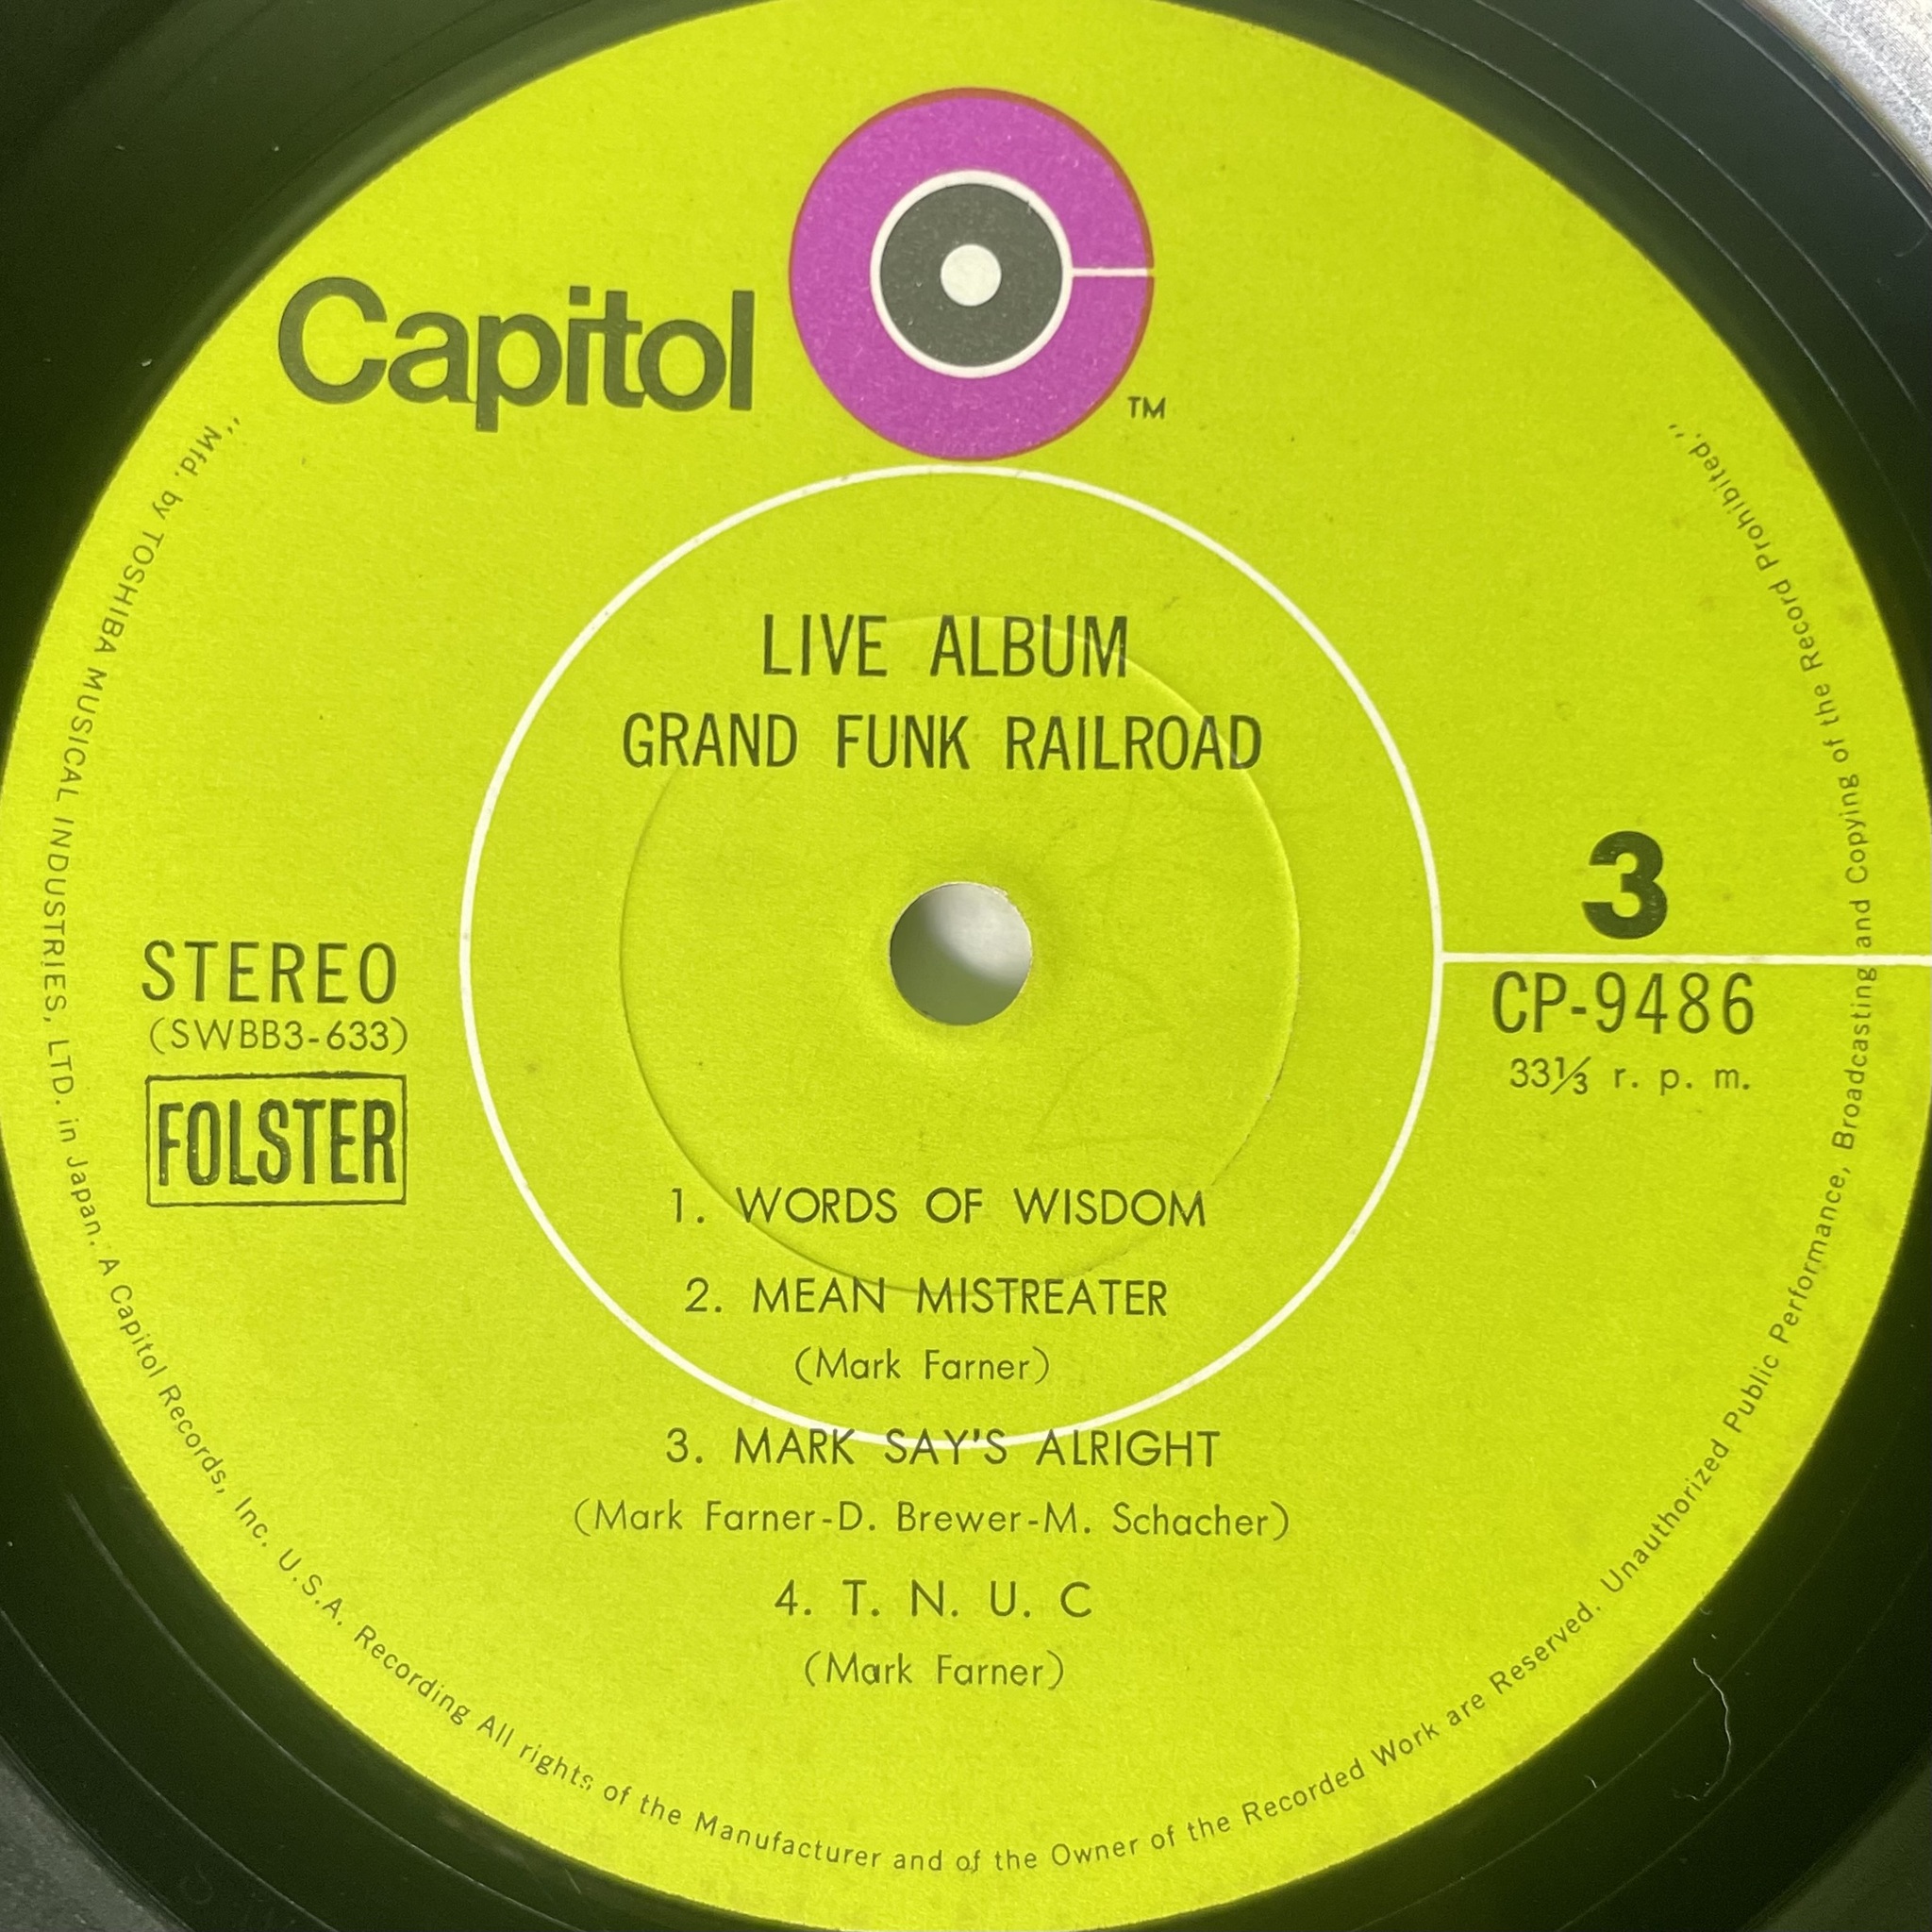 Capitol
TM
LIVE ALBUM
GRAND FUNK RAILROAD
3
STEREO
(SWBB3-633)
FOLSTER
CP-9486
33⅓ r. p. m.
1. WORDS OF WISDOM
2. MEAN MISTREATER
(Mark Farner)
3. MARK SAY'S ALRIGHT
(Mark Farner-D. Brewer-M. Schacher)
4. T. N. U. C
(Mark Farner)
"Mfd. by TOSHIBA MUSICAL INDUSTRIES, LTD. in Japan. A Capitol Records, Inc. U.S.A. Recording All rights of the Manufacturer and of the Owner of the Recorded Work are Reserved. Unauthorized Public Performance, Broadcasting and Copying of the Record Prohibited."